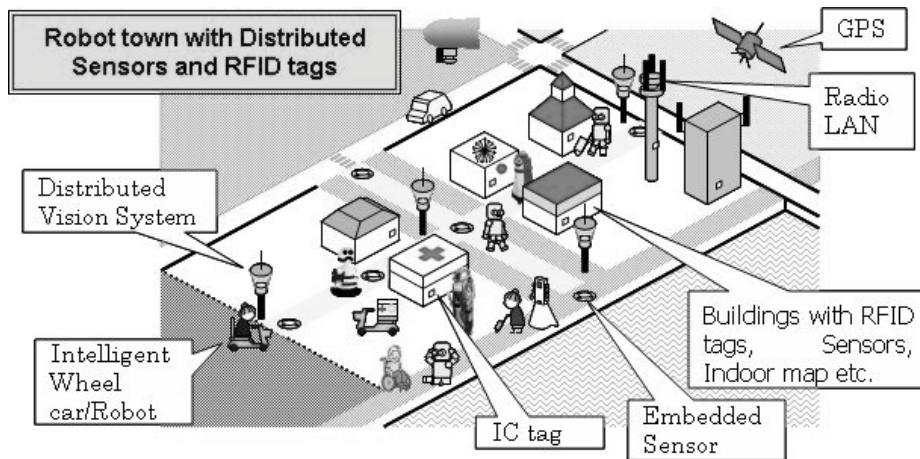 Robot town with Distributed
Sensors and RFID tags
GPS
Radio
LAN
Distributed
Vision System
Buildings with RFID
tags, Sensors,
Indoor map etc.
Intelligent
Wheel
car/Robot
IC tag
Embedded
Sensor